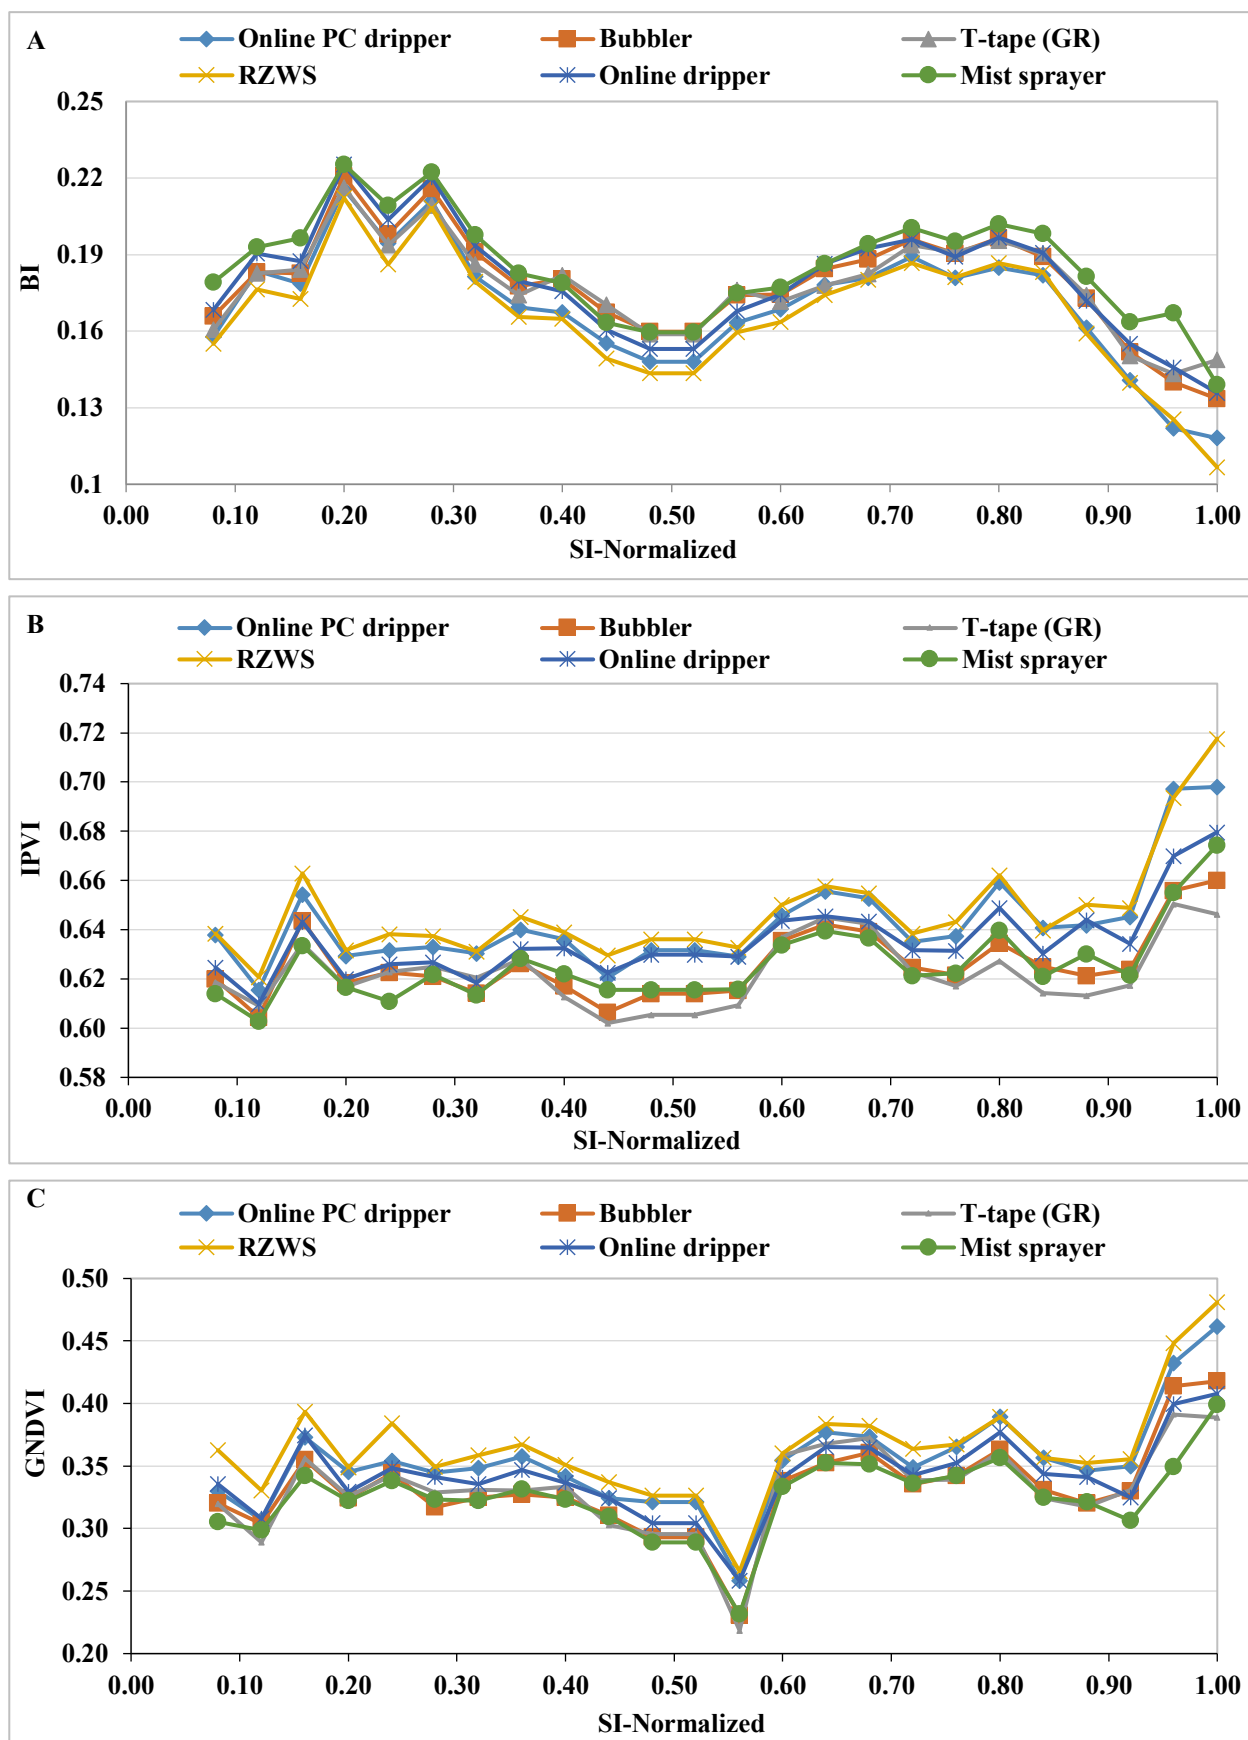 A
Online PC dripper Bubbler T-tape (GR)
RZWS Online dripper Mist sprayer
0.25
0.22
0.19
0.16
0.13
0.1
BI
0.00 0.10 0.20 0.30 0.40 0.50 0.60 0.70 0.80 0.90 1.00
SI-Normalized
B
Online PC dripper Bubbler T-tape (GR)
RZWS Online dripper Mist sprayer
0.74
0.72
0.70
0.68
0.66
0.64
0.62
0.60
0.58
IPVI
0.00 0.10 0.20 0.30 0.40 0.50 0.60 0.70 0.80 0.90 1.00
SI-Normalized
C
Online PC dripper Bubbler T-tape (GR)
RZWS Online dripper Mist sprayer
0.50
0.45
0.40
0.35
0.30
0.25
0.20
GNDVI
0.00 0.10 0.20 0.30 0.40 0.50 0.60 0.70 0.80 0.90 1.00
SI-Normalized